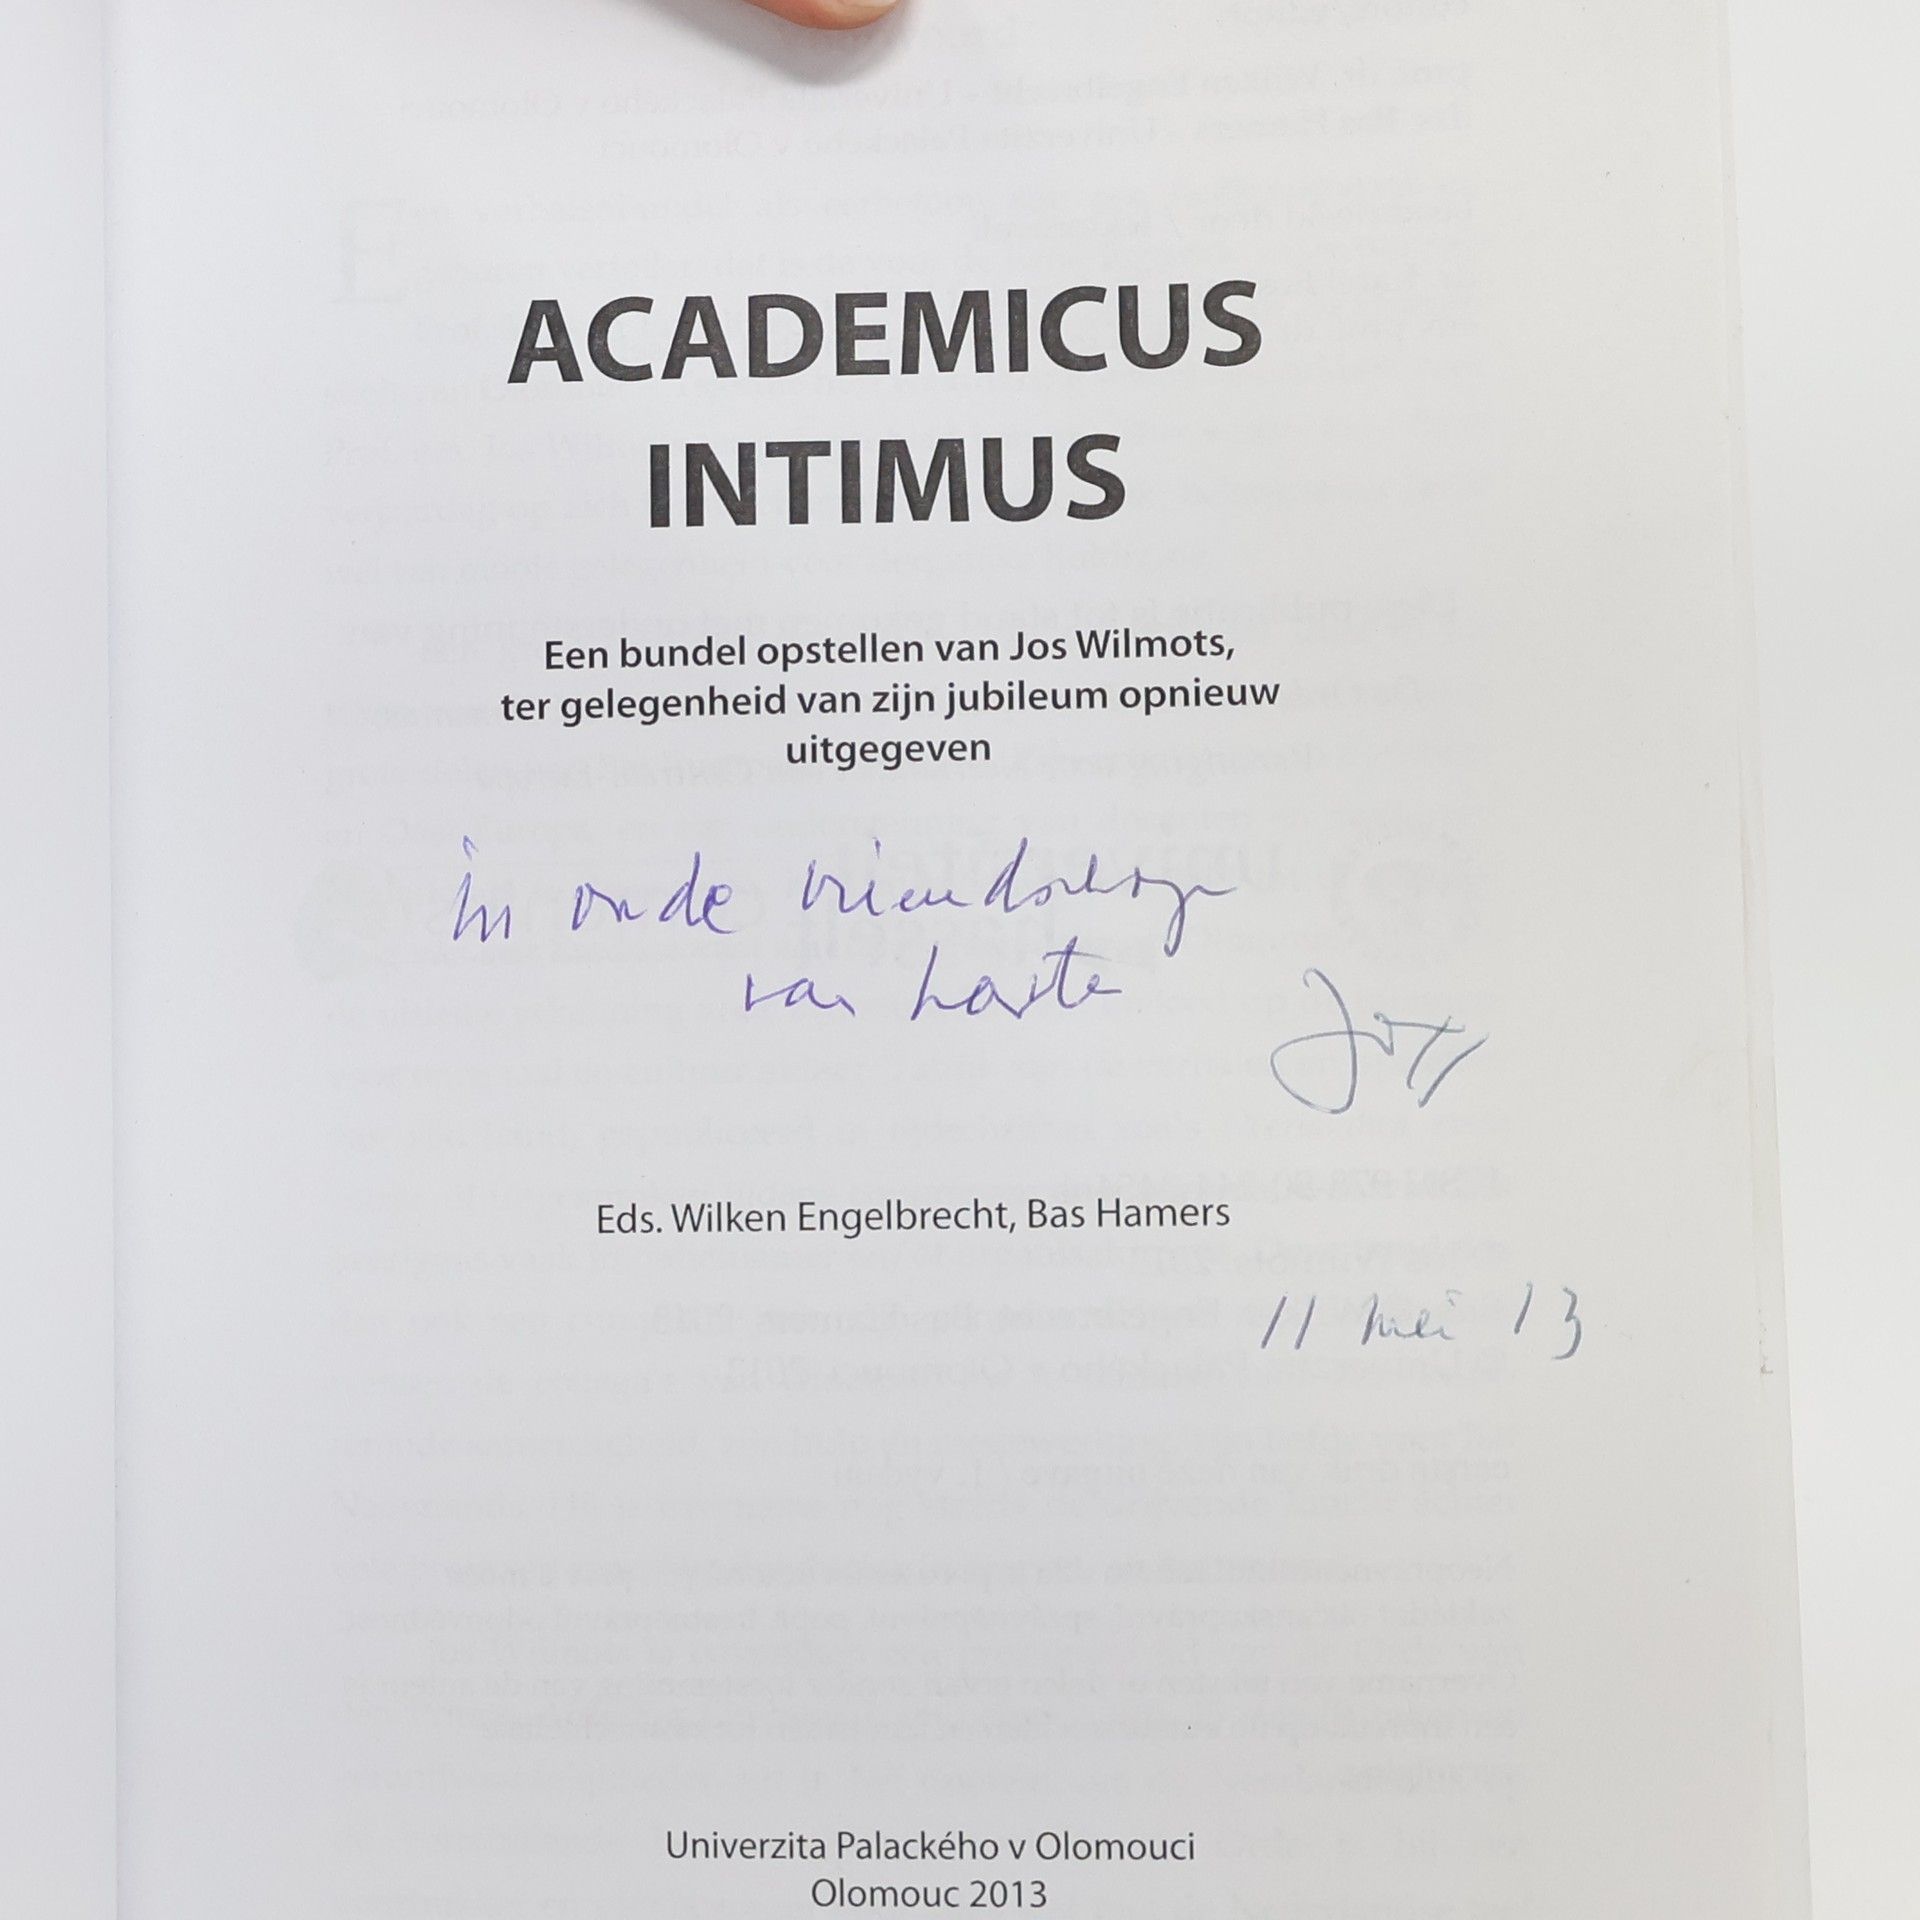 ACADEMICUS
INTIMUS
Een bundel opstellen van Jos Wilmots,
ter gelegenheid van zijn jubileum opnieuw
uitgegeven
in oude vriendschap
van harte
Jos
Eds. Wilken Engelbrecht, Bas Hamers
11 mei 13
Univerzita Palackého v Olomouci
Olomouc 2013